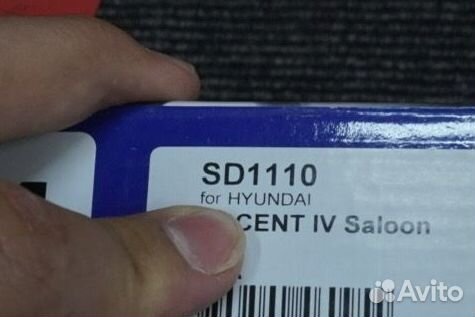 SD1110
for HYUNDAI
CENT IV Saloon
Avito